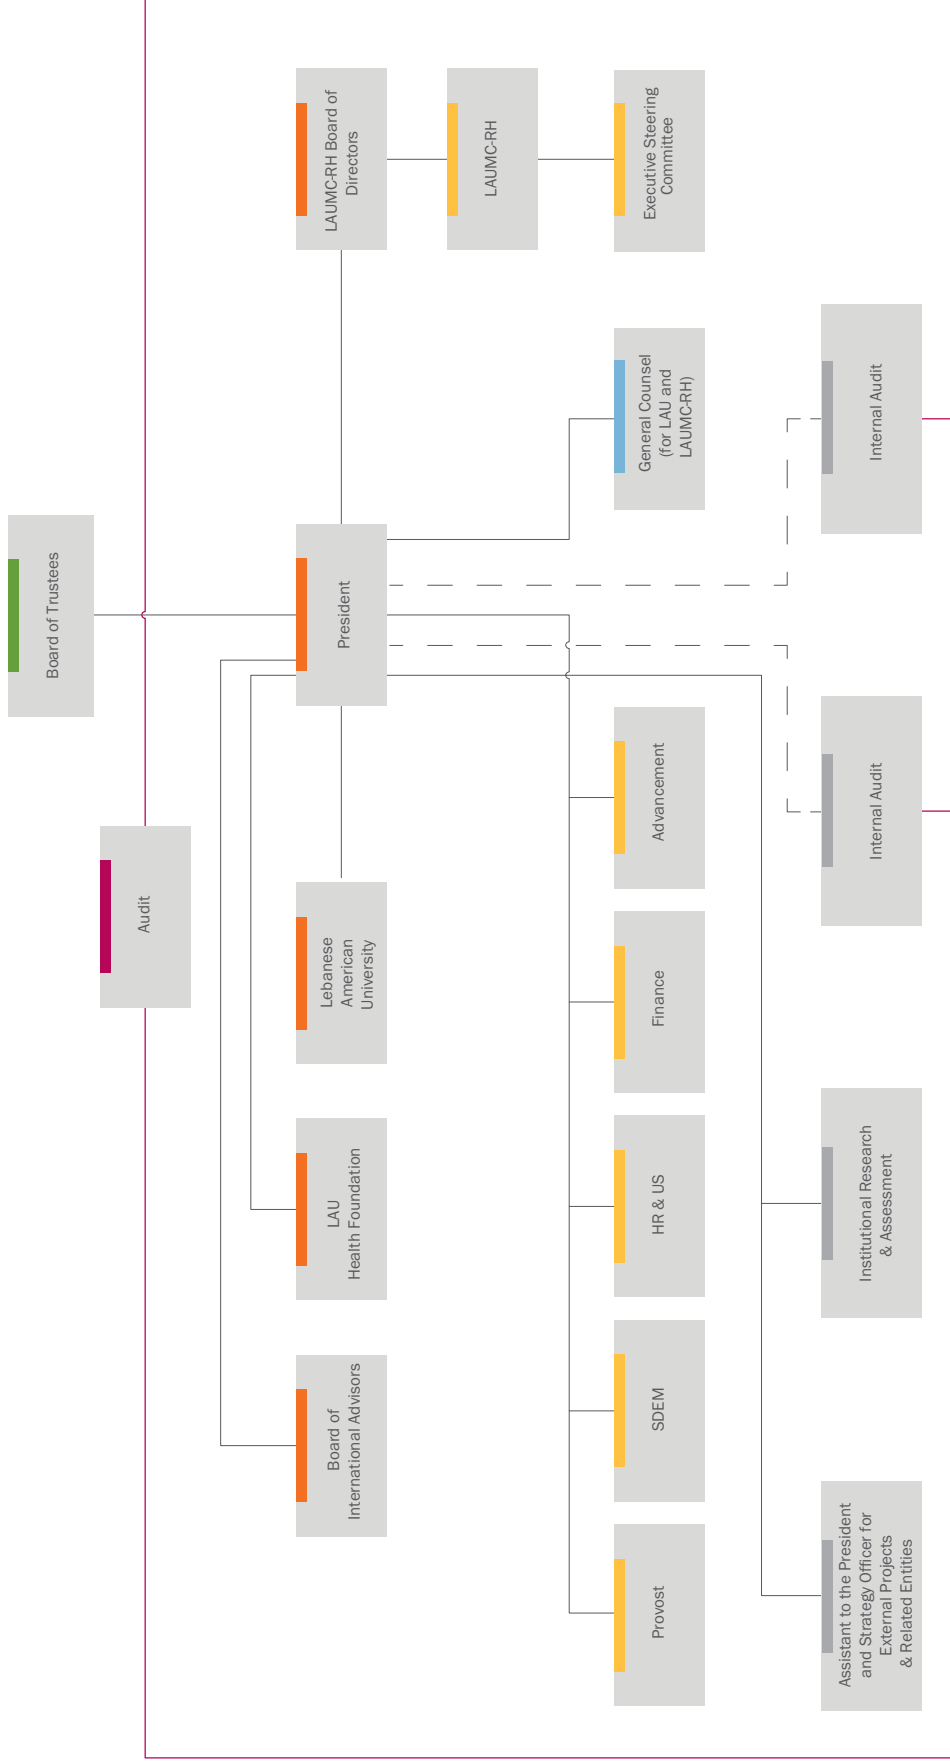 Board of Trustees
Audit
Board of
International Advisors
LAU
Health Foundation
Lebanese
American
University
President
LAUMC-RH Board of
Directors
LAUMC-RH
Provost
SDEM
HR & US
Finance
Advancement
General Counsel
(for LAU and
LAUMC-RH)
Executive Steering
Committee
Assistant to the President
and Strategy Officer for
External Projects
& Related Entities
Institutional Research
& Assessment
Internal Audit
Internal Audit